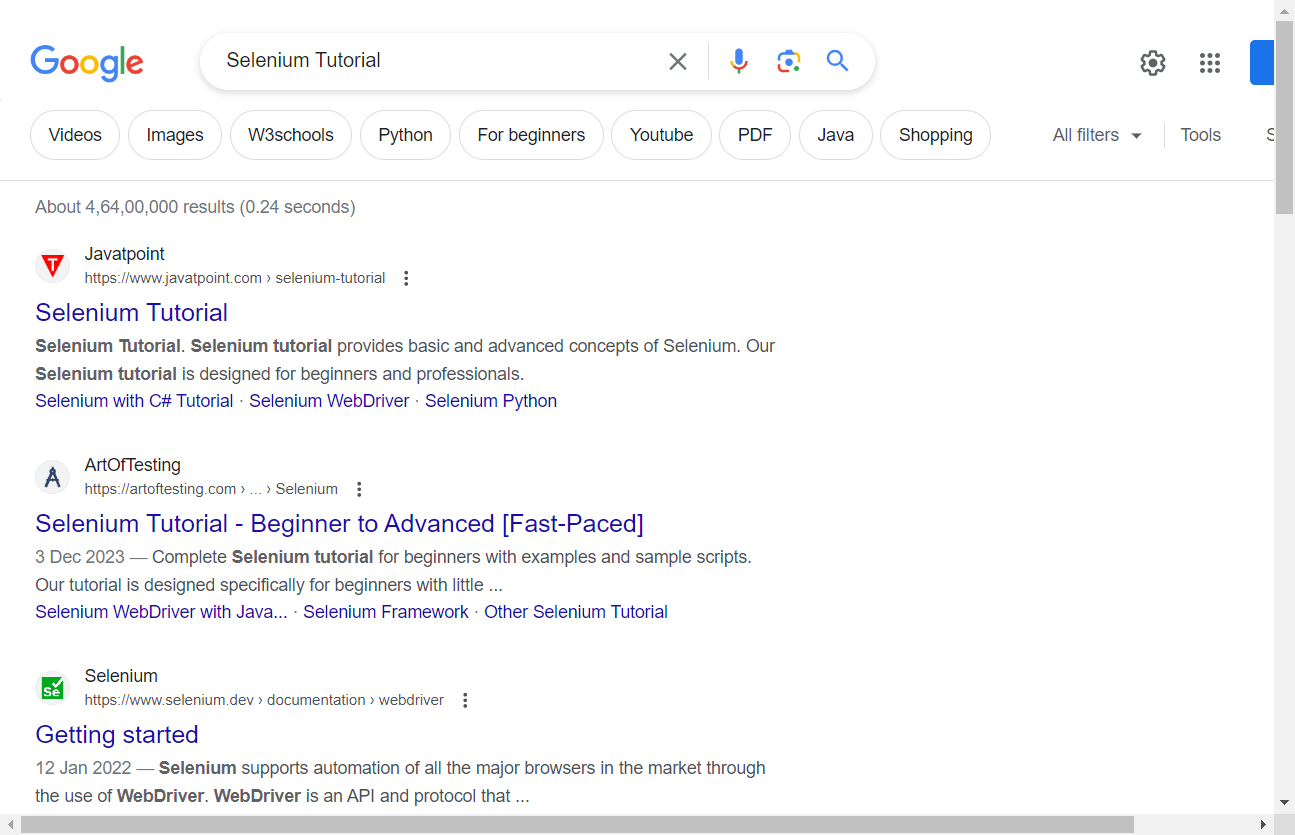 Google
Selenium Tutorial
Videos
Images
W3schools
Python
For beginners
Youtube
PDF
Java
Shopping
All filters
Tools
About 4,64,00,000 results (0.24 seconds)
Javatpoint
https://www.javatpoint.com › selenium-tutorial
Selenium Tutorial
Selenium Tutorial. Selenium tutorial provides basic and advanced concepts of Selenium. Our
Selenium tutorial is designed for beginners and professionals.
Selenium with C# Tutorial · Selenium WebDriver · Selenium Python
ArtOfTesting
https://artoftesting.com › ... › Selenium
Selenium Tutorial - Beginner to Advanced [Fast-Paced]
3 Dec 2023 — Complete Selenium tutorial for beginners with examples and sample scripts.
Our tutorial is designed specifically for beginners with little ...
Selenium WebDriver with Java... · Selenium Framework · Other Selenium Tutorial
Se
Selenium
https://www.selenium.dev › documentation › webdriver
Getting started
12 Jan 2022 — Selenium supports automation of all the major browsers in the market through
the use of WebDriver. WebDriver is an API and protocol that ...